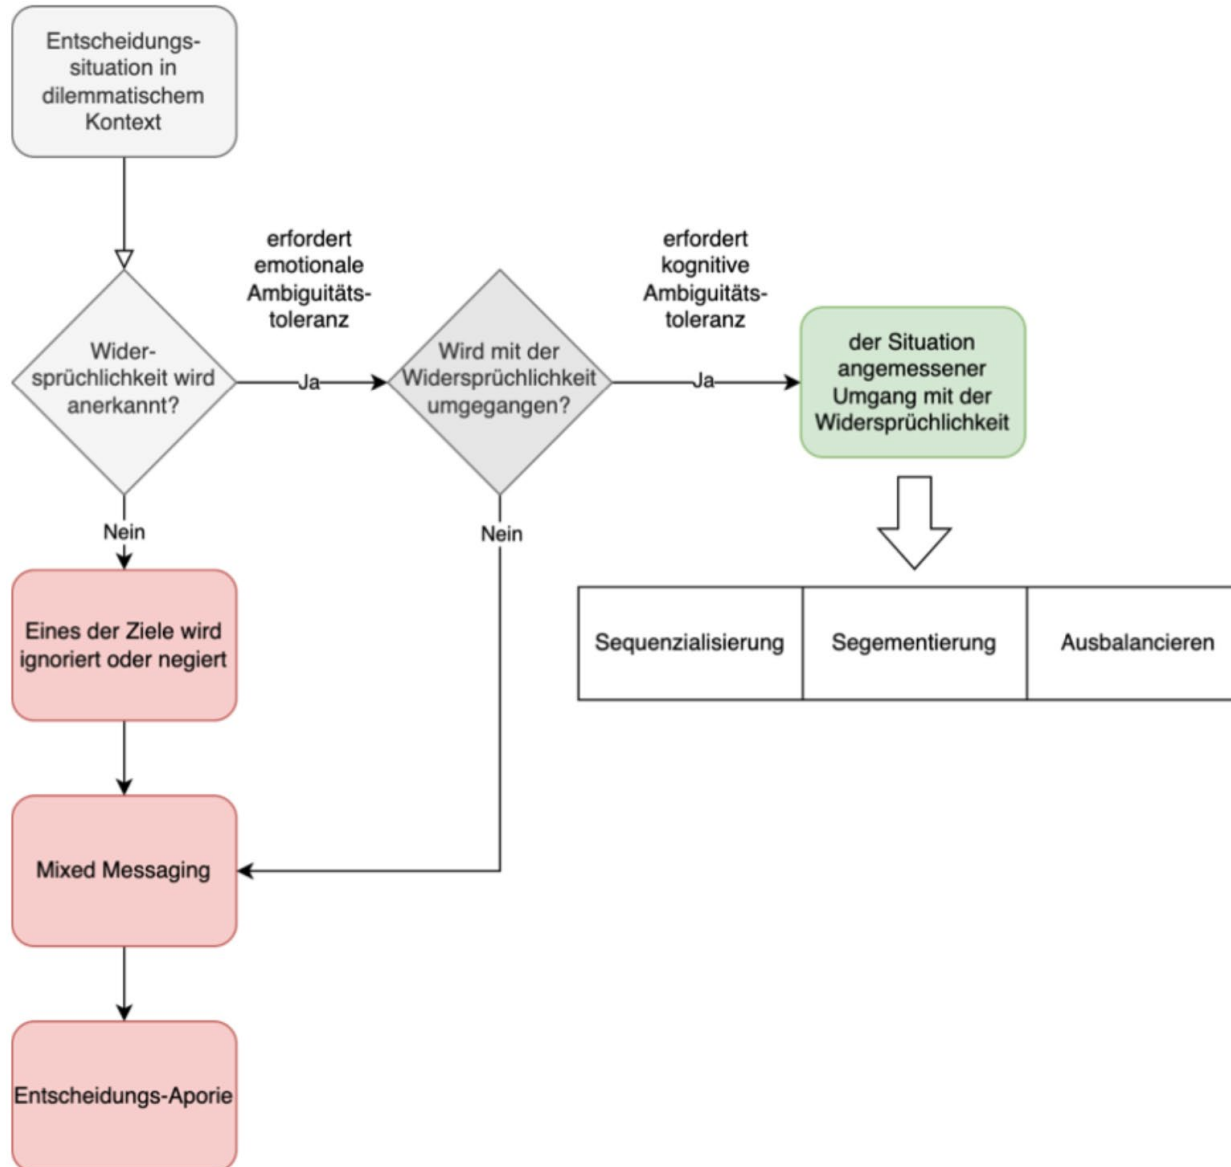 Entscheidungs-
situation in
dilemmatischem
Kontext
erfordert
emotionale
Ambiguitäts-
toleranz
erfordert
kognitive
Ambiguitäts-
toleranz
Wider-
sprüchlichkeit wird
anerkannt?
Ja
Wird mit der
Widersprüchlichkeit
umgegangen?
Ja
der Situation
angemessener
Umgang mit der
Widersprüchlichkeit
Nein
Nein
Eines der Ziele wird
ignoriert oder negiert
Sequenzialisierung
Segementierung
Ausbalancieren
Mixed Messaging
Entscheidungs-Aporie